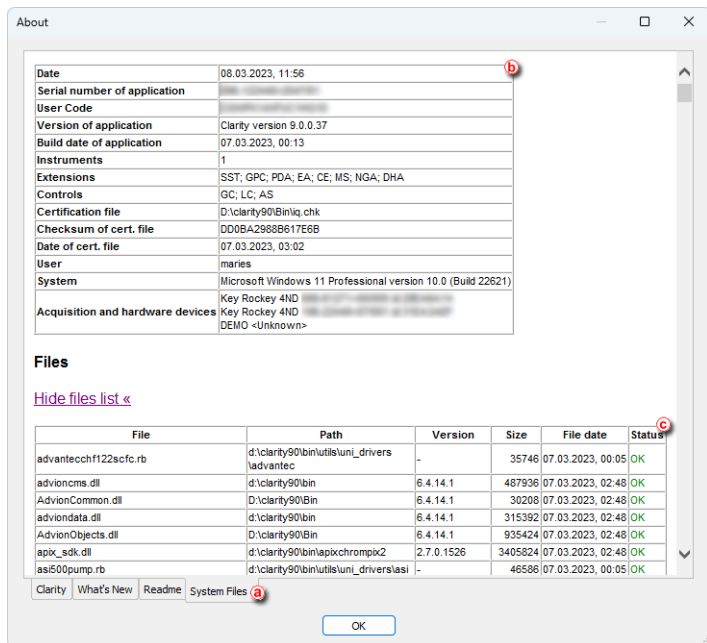 About
b
Date 08.03.2023, 11:56
Serial number of application
User Code
Version of application Clarity version 9.0.0.37
Build date of application 07.03.2023, 00:13
Instruments 1
Extensions SST; GPC; PDA; EA; CE; MS; NGA; DHA
Controls GC; LC; AS
Certification file D:\clarity90\Bin\iq.chk
Checksum of cert. file DD0BA2988B617E6B
Date of cert. file 07.03.2023, 03:02
User maries
System Microsoft Windows 11 Professional version 10.0 (Build 22621)
Acquisition and hardware devices
Key Rockey 4ND
Key Rockey 4ND
DEMO <Unknown>
Files
Hide files list «
c
File Path Version Size File date Status
advantecchf122scfc.rb d:\clarity90\bin\utils\uni_drivers
\advantec - 35746 07.03.2023, 00:05 OK
advioncms.dll d:\clarity90\bin 6.4.14.1 487936 07.03.2023, 02:48 OK
AdvionCommon.dll D:\clarity90\Bin 6.4.14.1 30208 07.03.2023, 02:48 OK
adviondata.dll d:\clarity90\bin 6.4.14.1 315392 07.03.2023, 02:48 OK
AdvionObjects.dll D:\clarity90\Bin 6.4.14.1 935424 07.03.2023, 02:48 OK
apix_sdk.dll d:\clarity90\bin\apixchrompix2 2.7.0.1526 3405824 07.03.2023, 02:48 OK
asi500pump.rb d:\clarity90\bin\utils\uni_drivers\asi - 46586 07.03.2023, 00:05 OK
Clarity What's New Readme System Files a
OK